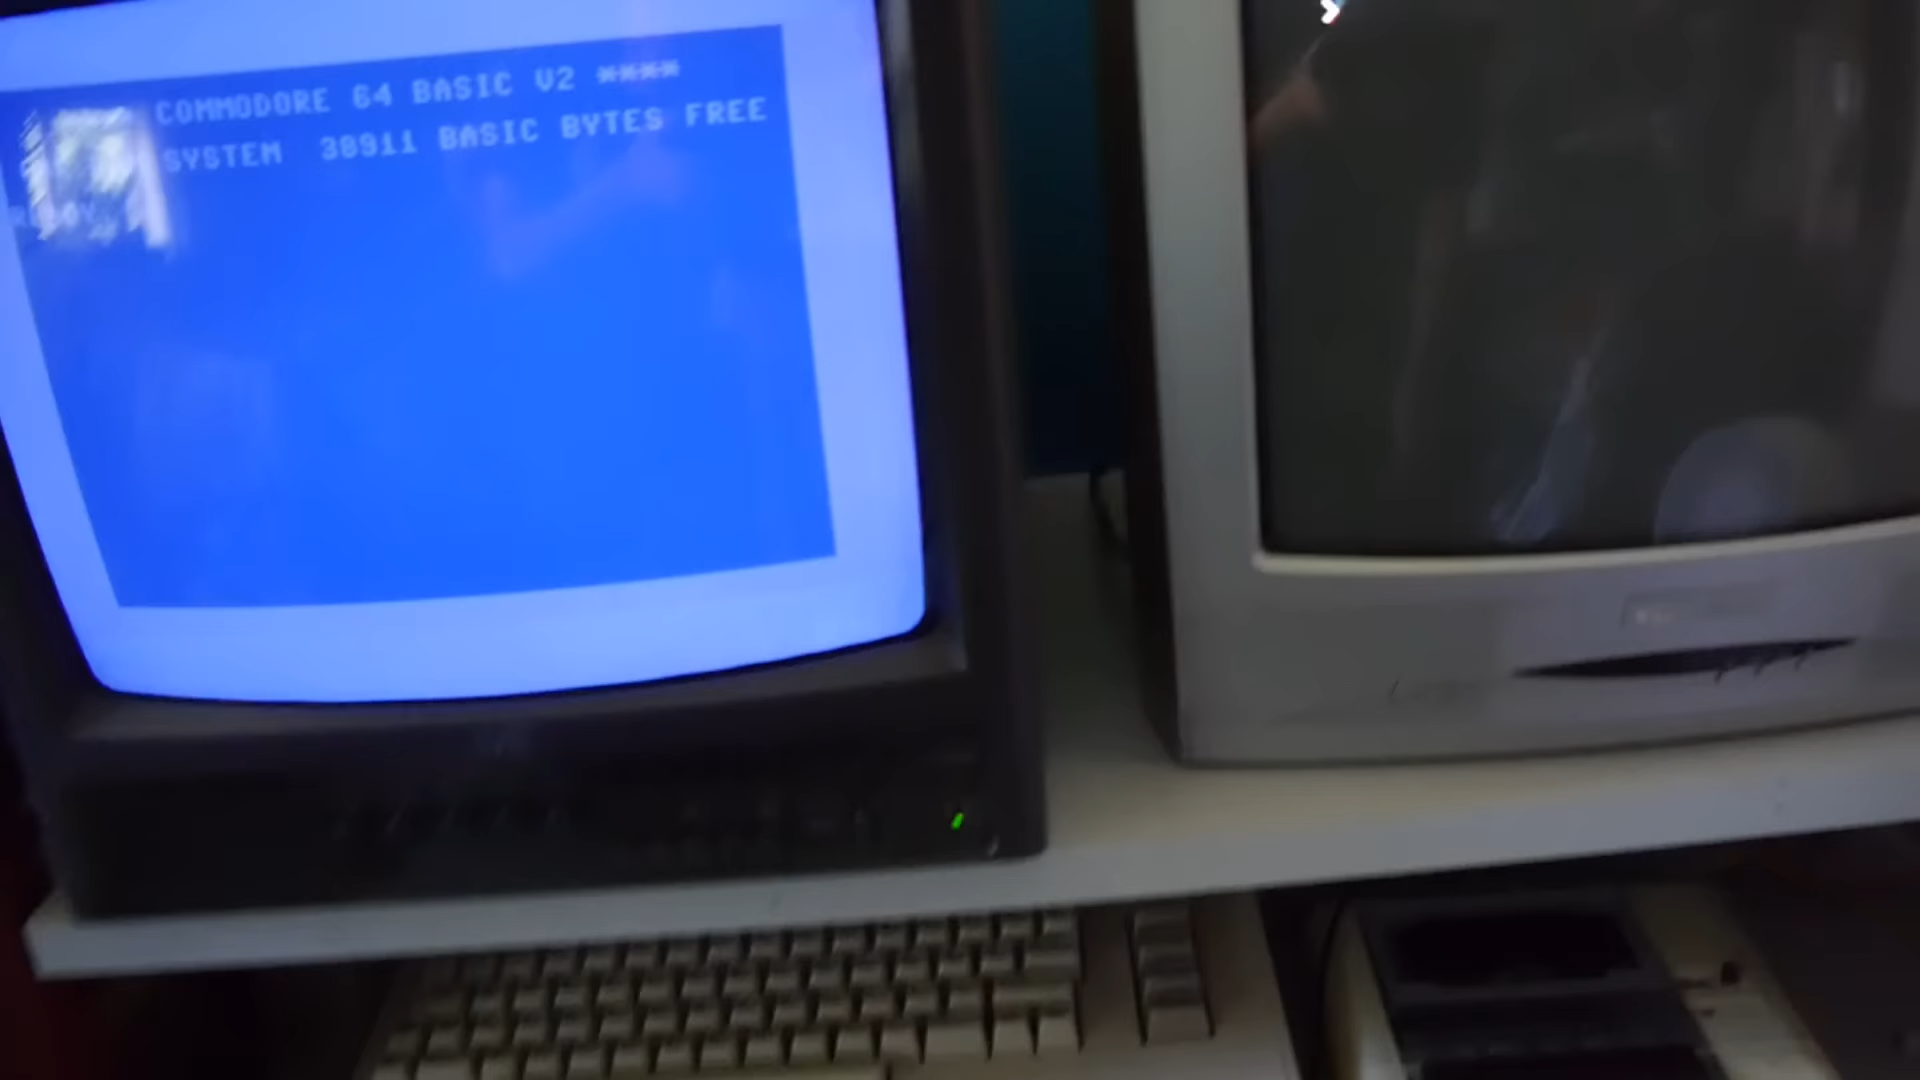 COMMODORE 64 BASIC V2 ****
SYSTEM  38911 BASIC BYTES FREE